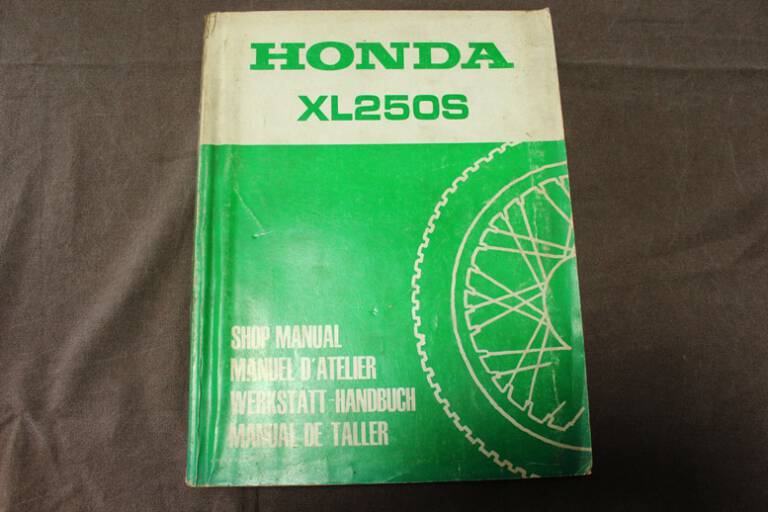 HONDA
XL250S
SHOP MANUAL
MANUEL D'ATELIER
WERKSTATT-HANDBUCH
MANUAL DE TALLER